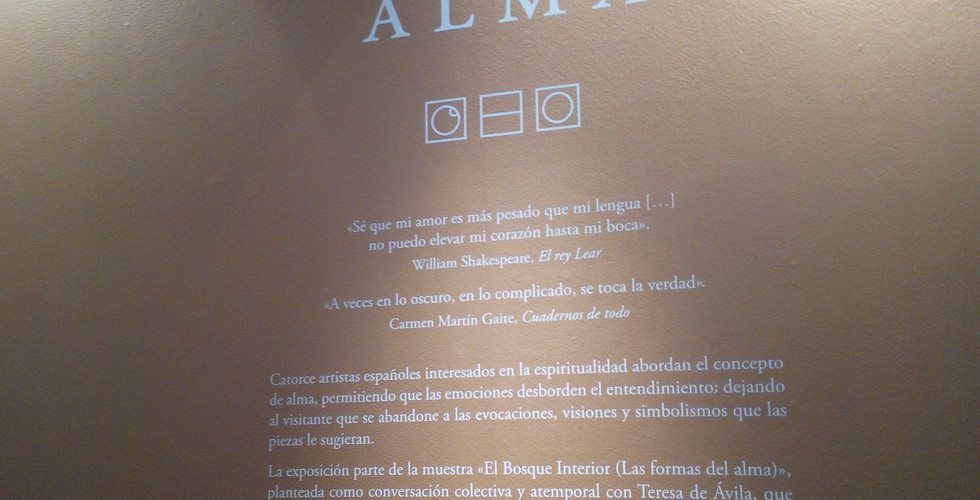 ALMA
«Sé que mi amor es más pesado que mi lengua […]
no puedo elevar mi corazón hasta mi boca».
William Shakespeare, El rey Lear
«A veces en lo oscuro, en lo complicado, se toca la verdad».
Carmen Martín Gaite, Cuadernos de todo
Catorce artistas españoles interesados en la espiritualidad abordan el concepto
de alma, permitiendo que las emociones desborden el entendimiento; dejando
al visitante que se abandone a las evocaciones, visiones y simbolismos que las
piezas le sugieran.
La exposición parte de la muestra «El Bosque Interior (Las formas del alma)»,
planteada como conversación colectiva y atemporal con Teresa de Ávila, que